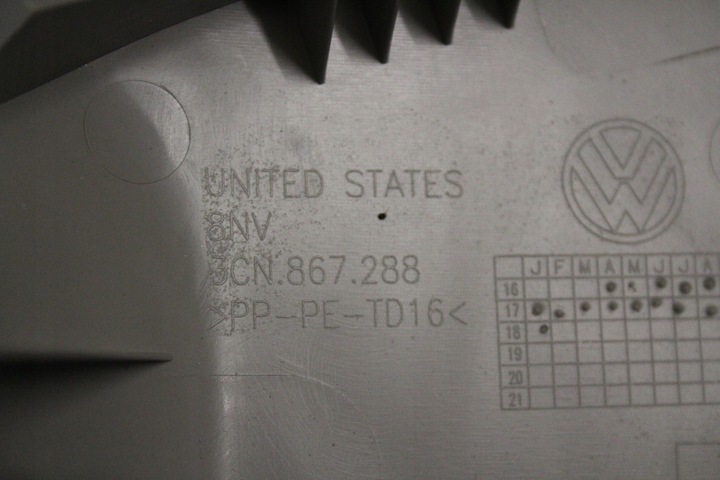 UNITED STATES
8NV
3CN.867.288
>PP-PE-TD16<
J F M A M J J A
16
17
18
19
20
21